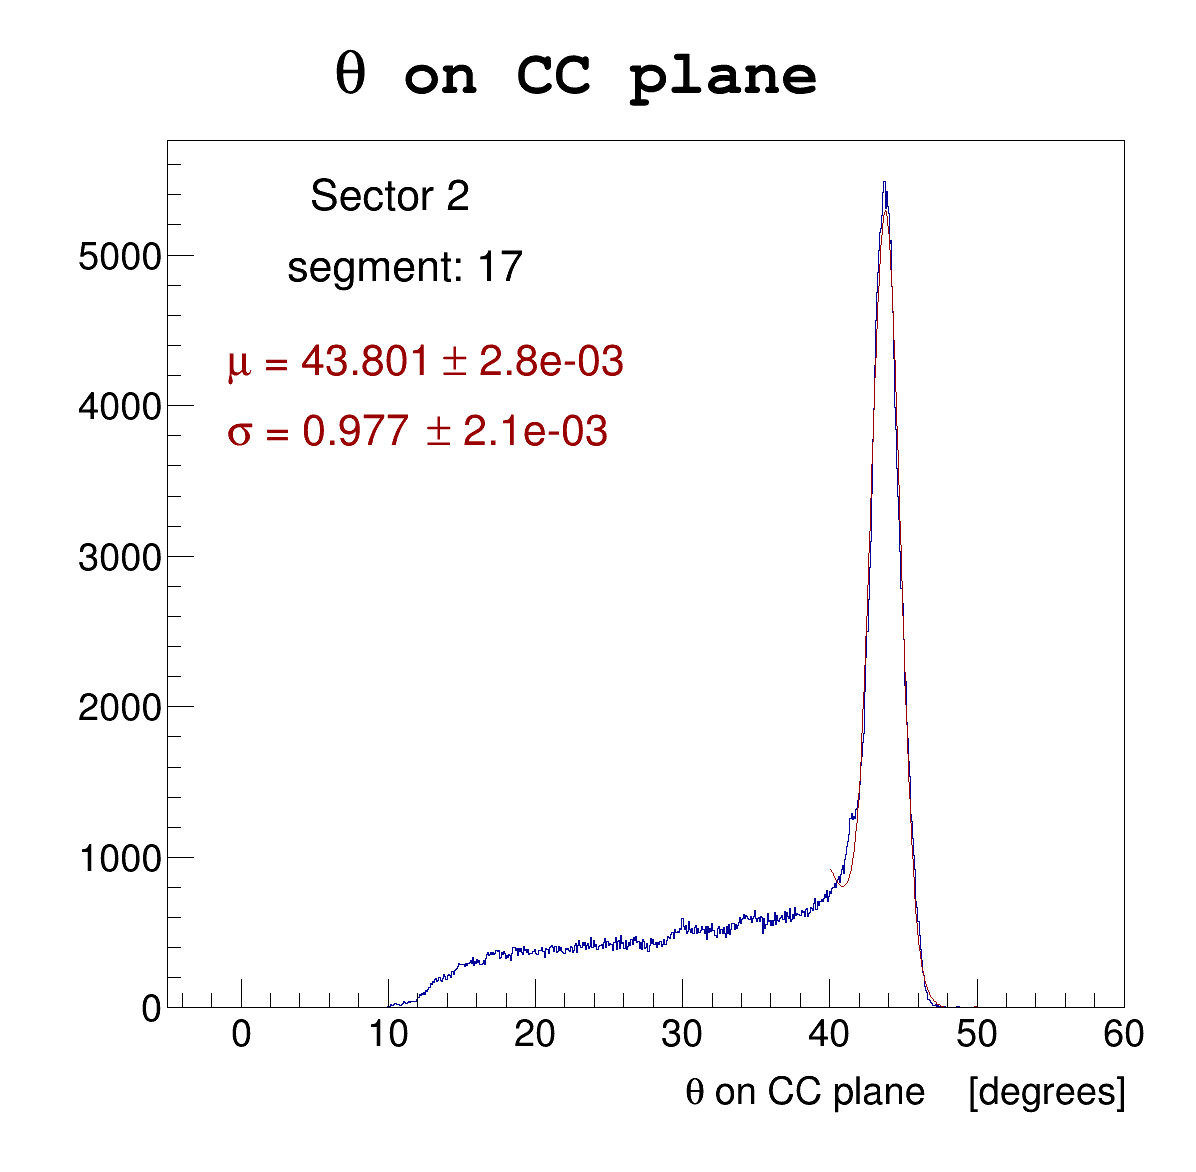 θ on CC plane
Sector 2
segment: 17
μ = 43.801 ± 2.8e-03
σ = 0.977 ± 2.1e-03
5000
4000
3000
2000
1000
0
0 10 20 30 40 50 60
θ on CC plane [degrees]